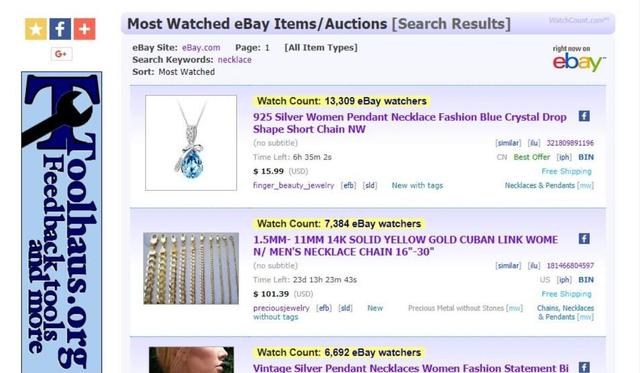 Most Watched eBay Items/Auctions [Search Results]
WatchCount.com
eBay Site: eBay.com Page: 1 [All Item Types]
Search Keywords: necklace
Sort: Most Watched
right now on
ebay
G+
Toolhaus.org
Feedback tools
and more
Watch Count: 13,309 eBay watchers
925 Silver Women Pendant Necklace Fashion Blue Crystal Drop
Shape Short Chain NW
(no subtitle) [similar] [ilu] 321809891196
Time Left: 6h 35m 2s CN Best Offer [iph] BIN
$ 15.99 (USD) Free Shipping
finger_beauty_jewelry [efb] [sld] New with tags Necklaces & Pendants [mw]
Watch Count: 7,384 eBay watchers
1.5MM- 11MM 14K SOLID YELLOW GOLD CUBAN LINK WOME
N/ MEN'S NECKLACE CHAIN 16"-30"
(no subtitle) [similar] [ilu] 181466804597
Time Left: 23d 13h 23m 43s US [iph] BIN
$ 101.39 (USD) Free Shipping
preciousjewelry [efb] [sld] New Precious Metal without Stones [mw] Chains, Necklaces
without tags & Pendants [mw]
Watch Count: 6,692 eBay watchers
Vintage Silver Pendant Necklaces Women Fashion Statement Bi